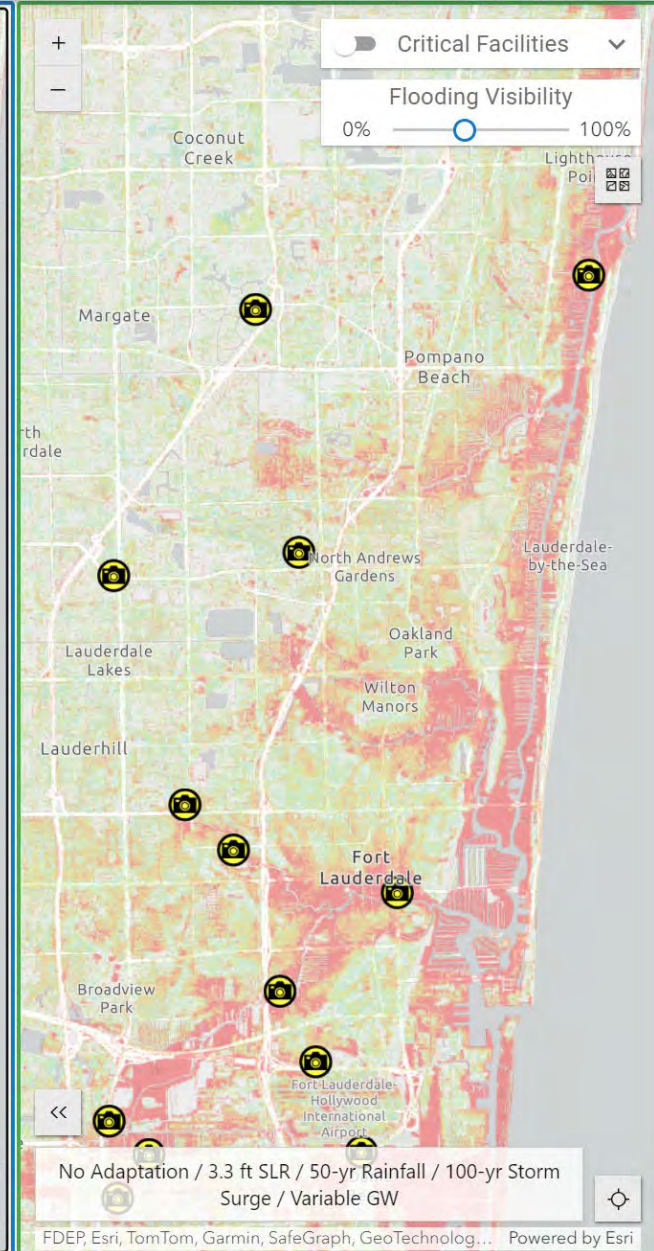 +
−
Critical Facilities
Flooding Visibility
0%
100%
Coconut
Creek
Lighthouse
Margate
Pompano
Beach
rth
rdale
North Andrews
Gardens
Lauderdale-
by-the-Sea
Oakland
Park
Lauderdale
Lakes
Wilton
Manors
Lauderhill
Fort
Lauderdale
Broadview
Park
Fort Lauderdale-
Hollywood
International
Airport
<<
No Adaptation / 3.3 ft SLR / 50-yr Rainfall / 100-yr Storm
Surge / Variable GW
FDEP, Esri, TomTom, Garmin, SafeGraph, GeoTechnolog...
Powered by Esri